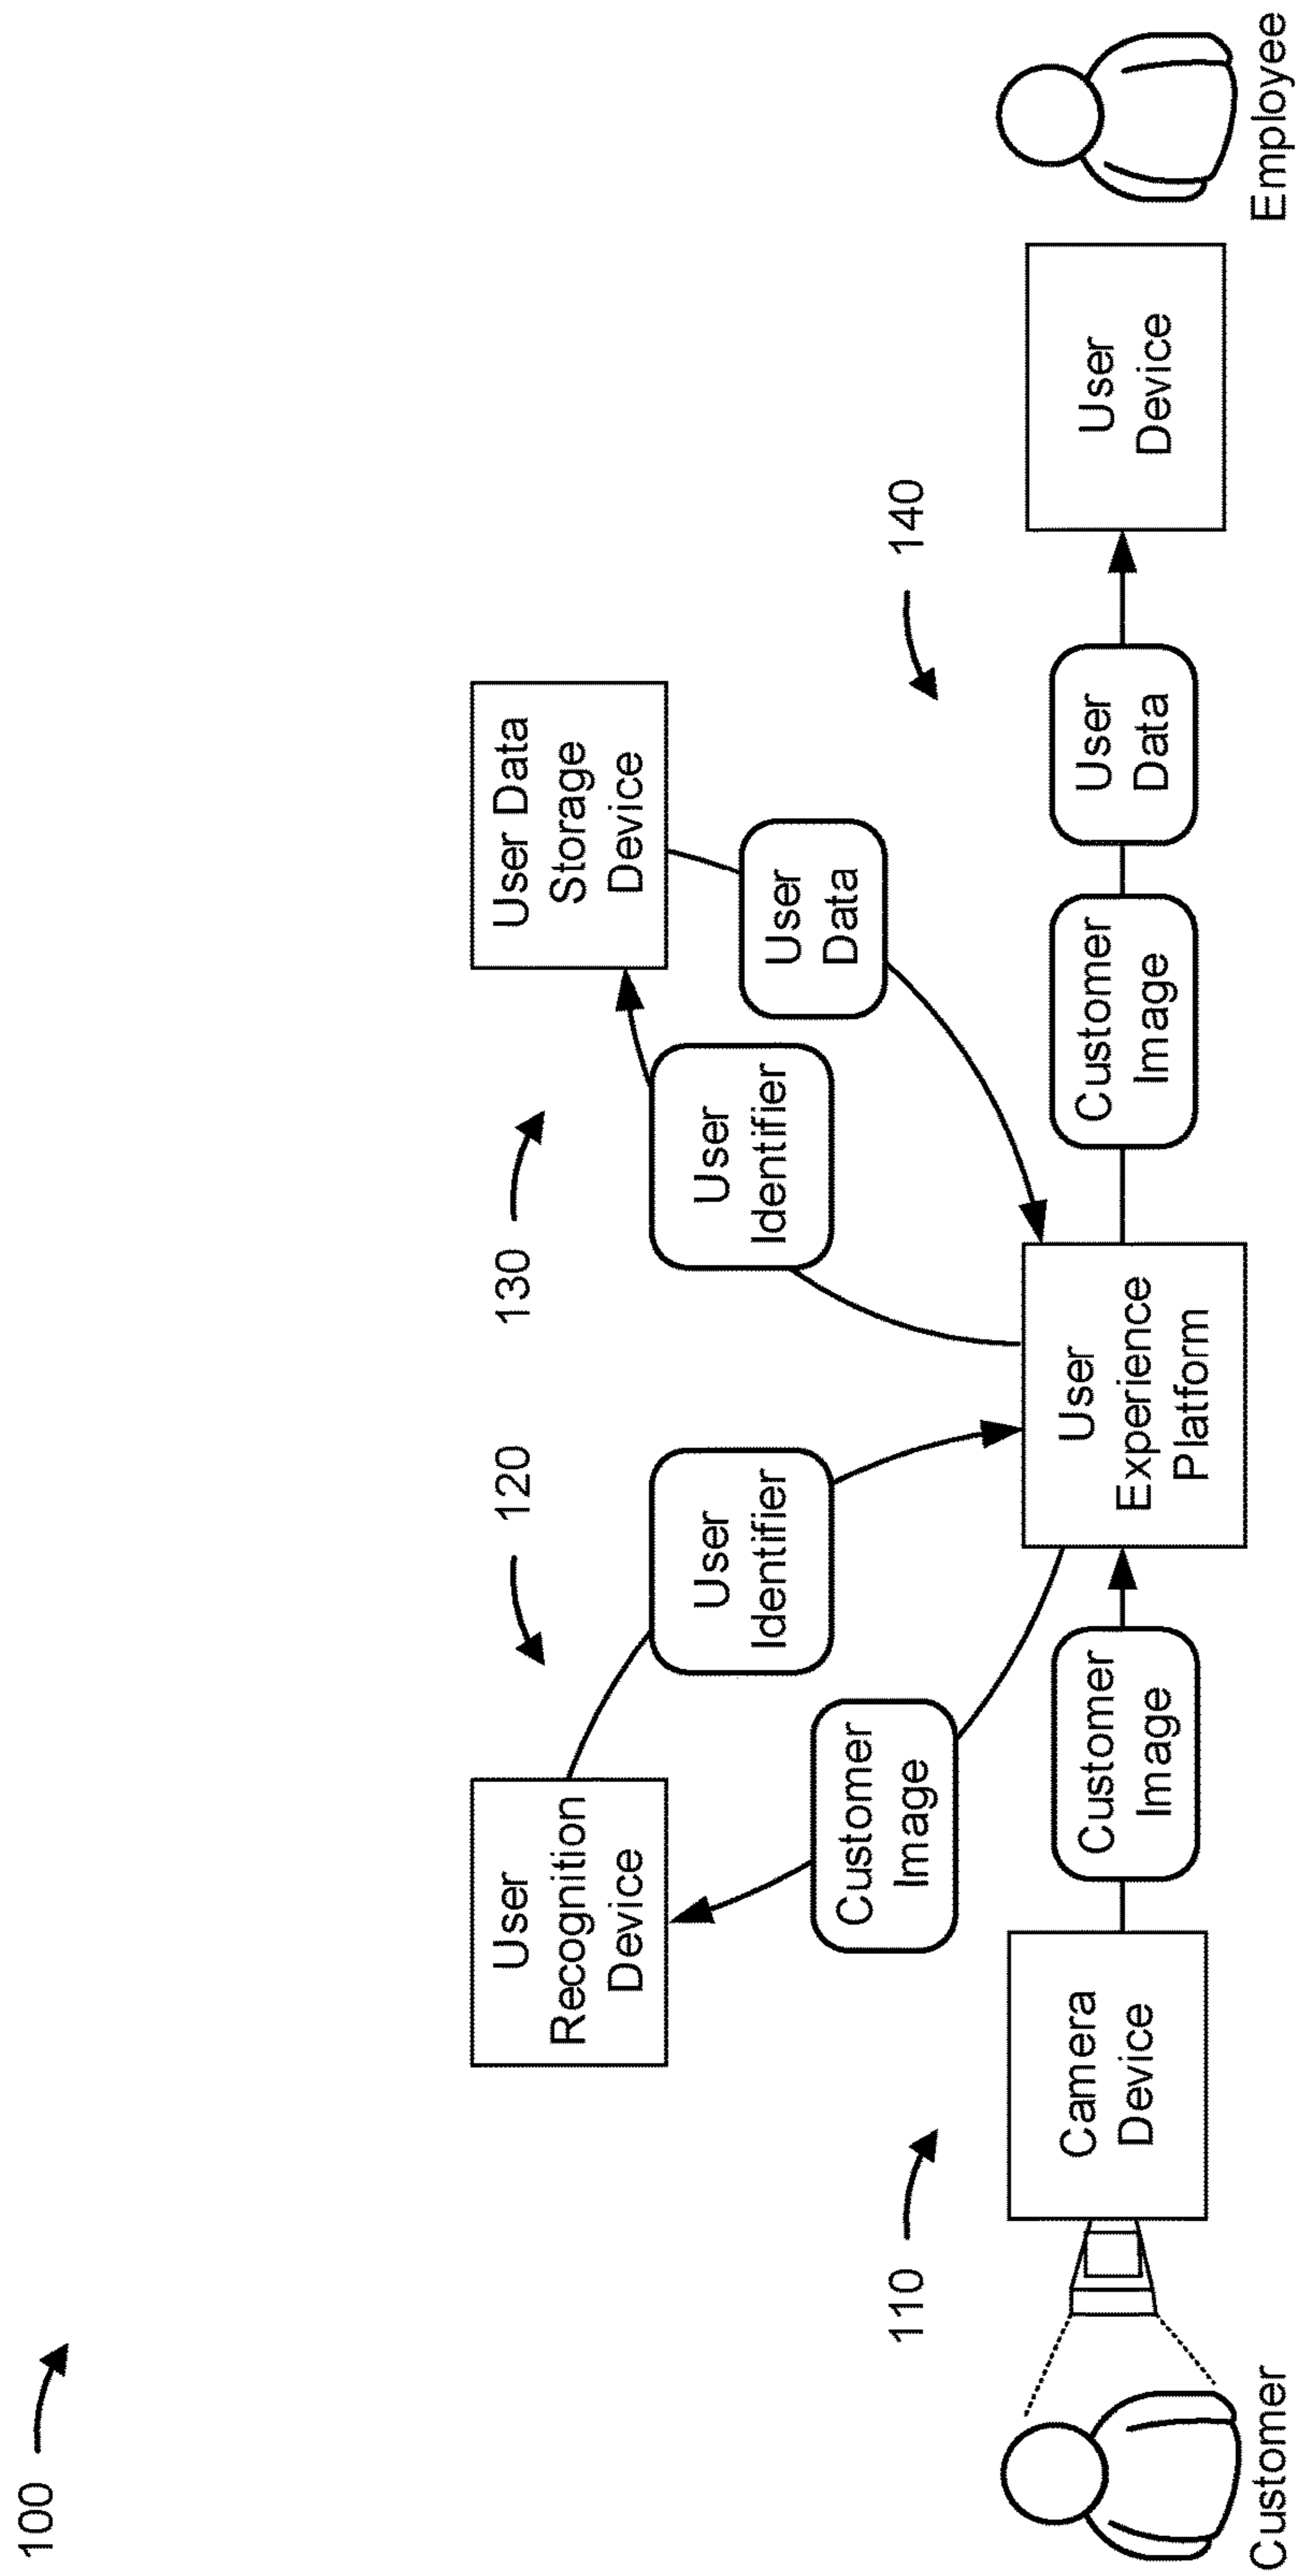 100
110
120
130
140
User
Recognition
Device
User Data
Storage
Device
User
Identifier
User
Identifier
Customer
Image
User
Data
Customer
Camera
Device
Customer
Image
User
Experience
Platform
Customer
Image
User
Data
User
Device
Employee